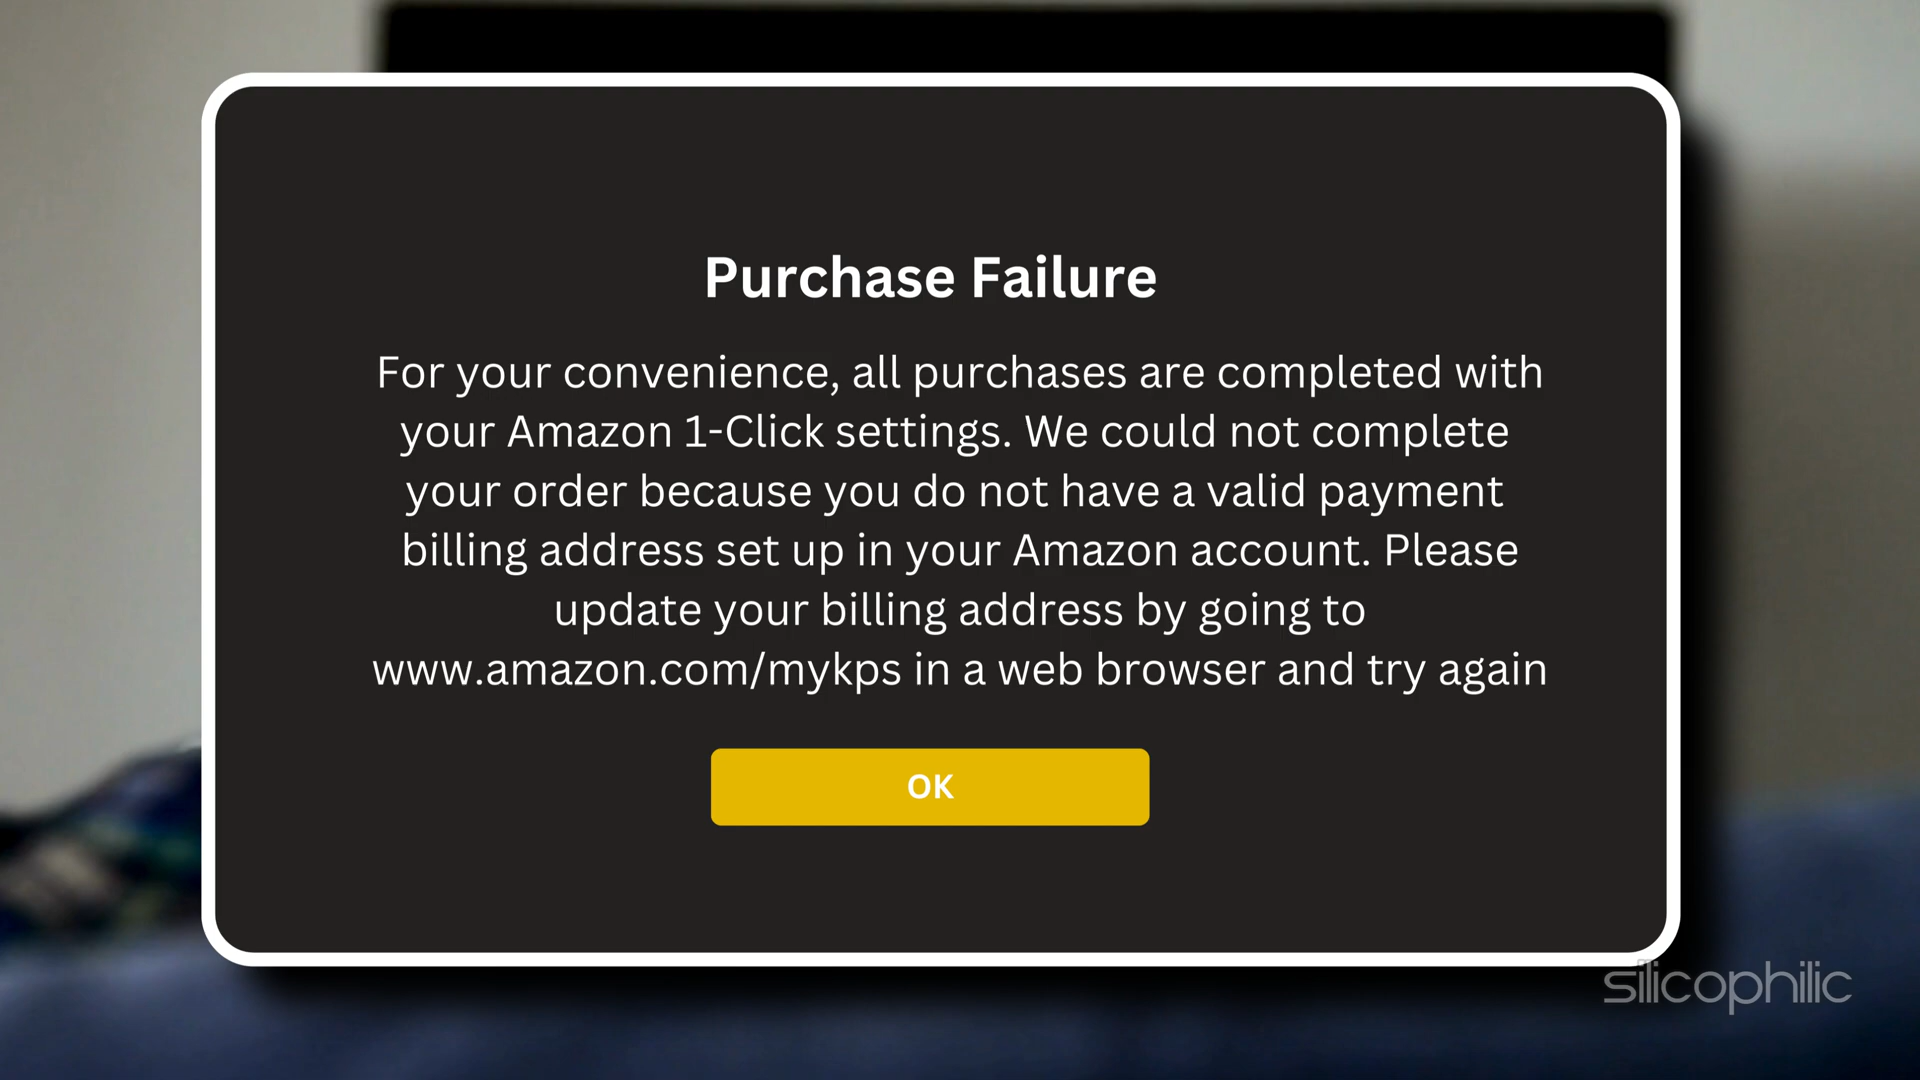 Purchase Failure
For your convenience, all purchases are completed with
your Amazon 1-Click settings. We could not complete
your order because you do not have a valid payment
billing address set up in your Amazon account. Please
update your billing address by going to
www.amazon.com/mykps in a web browser and try again
OK
silicophilic